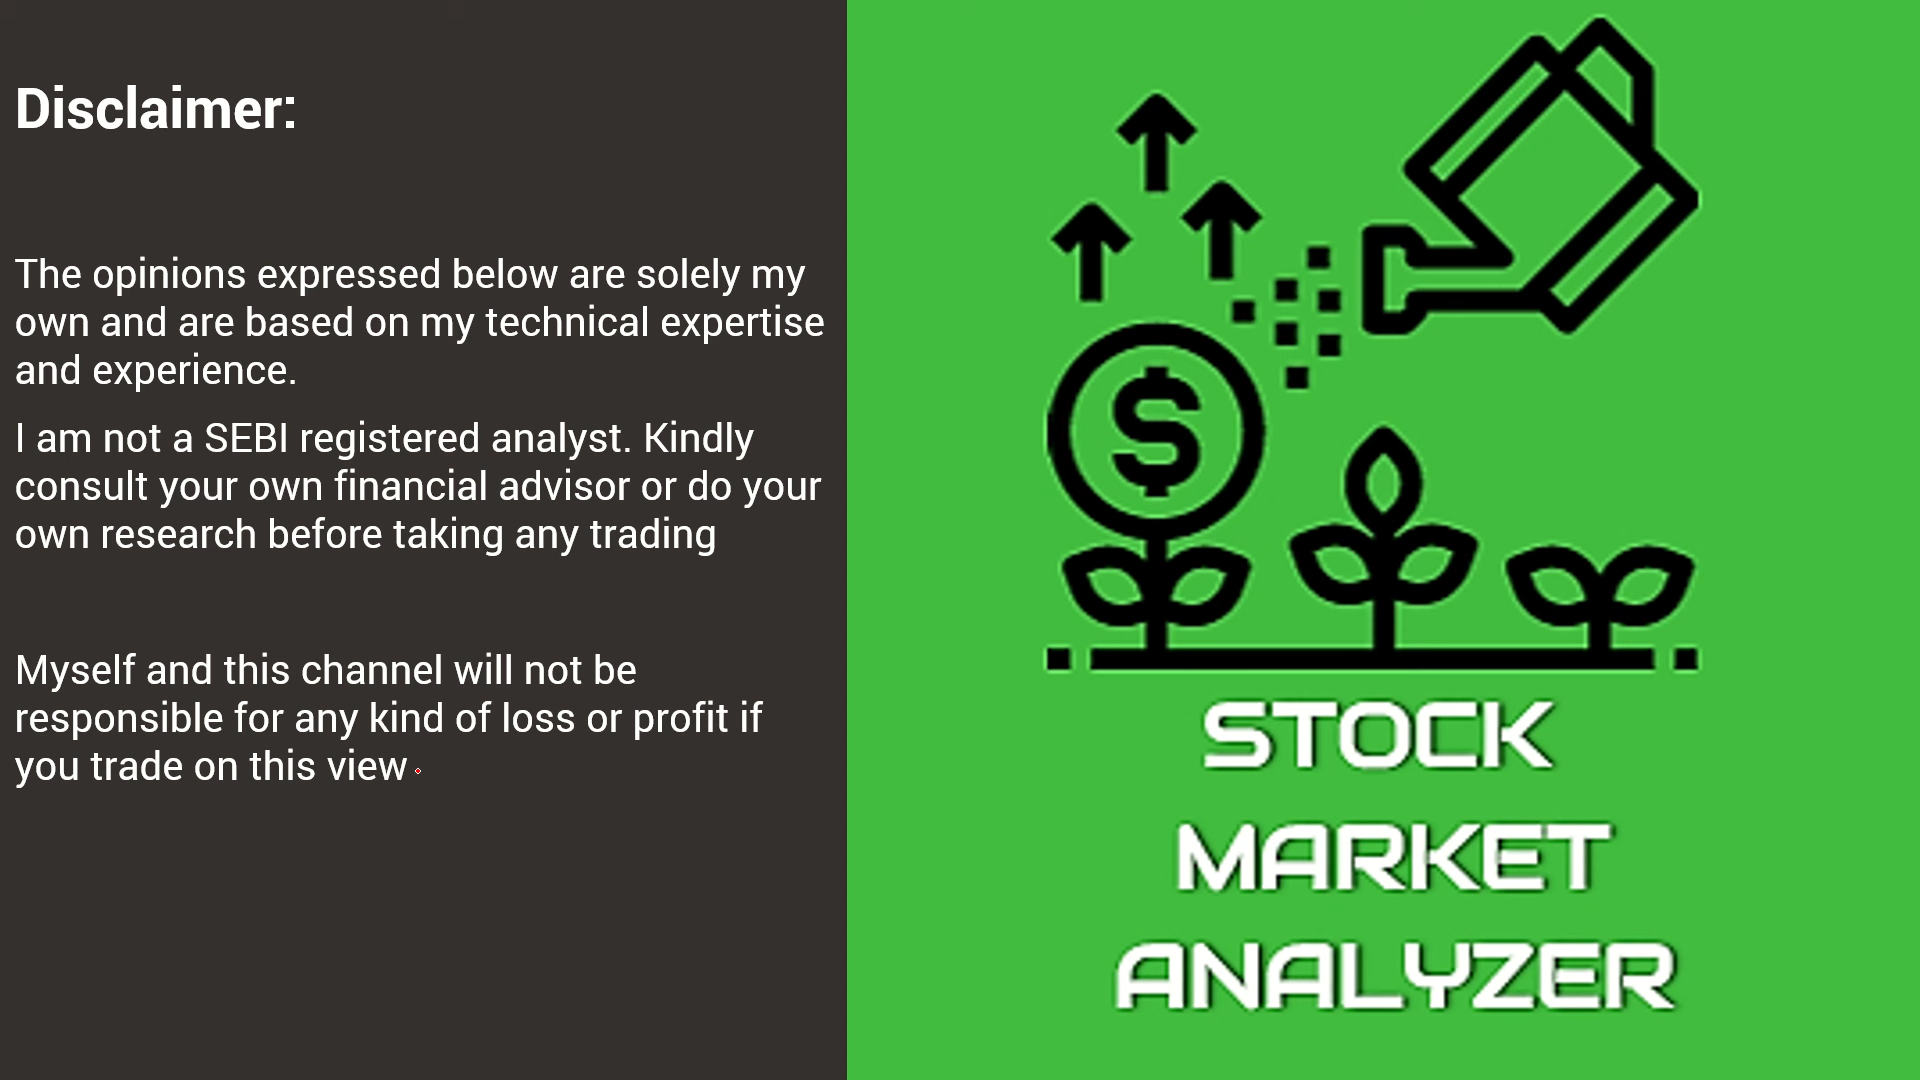 Disclaimer:
The opinions expressed below are solely my
own and are based on my technical expertise
and experience.
I am not a SEBI registered analyst. Kindly
consult your own financial advisor or do your
own research before taking any trading
Myself and this channel will not be
responsible for any kind of loss or profit if
you trade on this view
$
STOCK
MARKET
ANALYZER